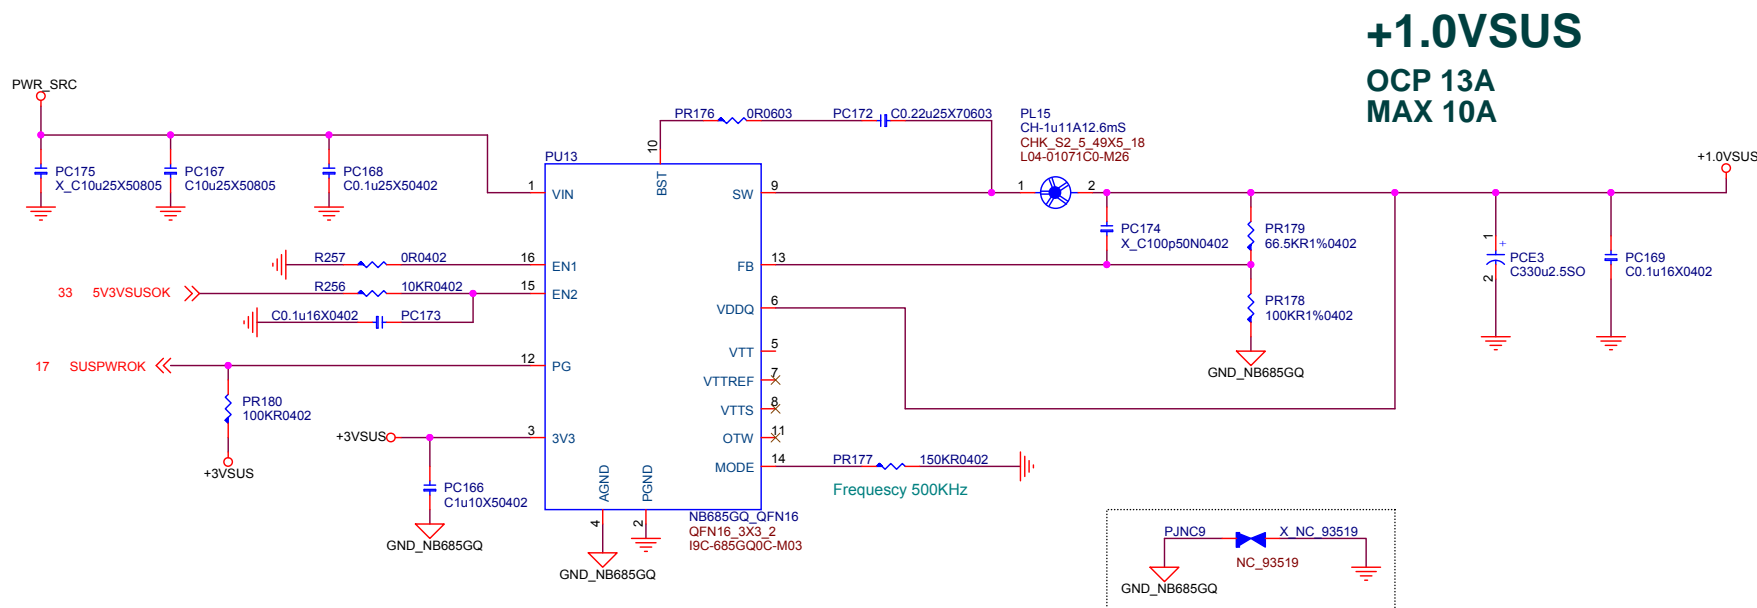 +1.0VSUS
OCP 13A
MAX 10A
PWR_SRC
PC175
X_C10u25X50805
PC167
C10u25X50805
PC168
C0.1u25X50402
PR176
0R0603
PC172
C0.22u25X70603
PL15
CH-1u11A12.6mS
CHK_S2_5_49X5_18
L04-01071C0-M26
+1.0VSUS
PU13
10
BST
1
VIN
SW
9
1
2
PC174
X_C100p50N0402
PR179
66.5KR1%0402
1
+
PCE3
C330u2.5SO
2
PC169
C0.1u16X0402
R257
0R0402
16
EN1
FB
13
33
5V3VSUSOK
R256
10KR0402
15
EN2
C0.1u16X0402
PC173
VDDQ
6
PR178
100KR1%0402
GND_NB685GQ
17
SUSPWROK
12
PG
VTT
5
VTTREF
7
VTTS
8
OTW
11
MODE
14
PR177
150KR0402
Frequescy 500KHz
PR180
100KR0402
+3VSUS
+3VSUS
3
3V3
PC166
C1u10X50402
GND_NB685GQ
AGND
PGND
4
2
GND_NB685GQ
NB685GQ_QFN16
QFN16_3X3_2
I9C-685GQ0C-M03
PJNC9
X_NC_93519
NC_93519
GND_NB685GQ